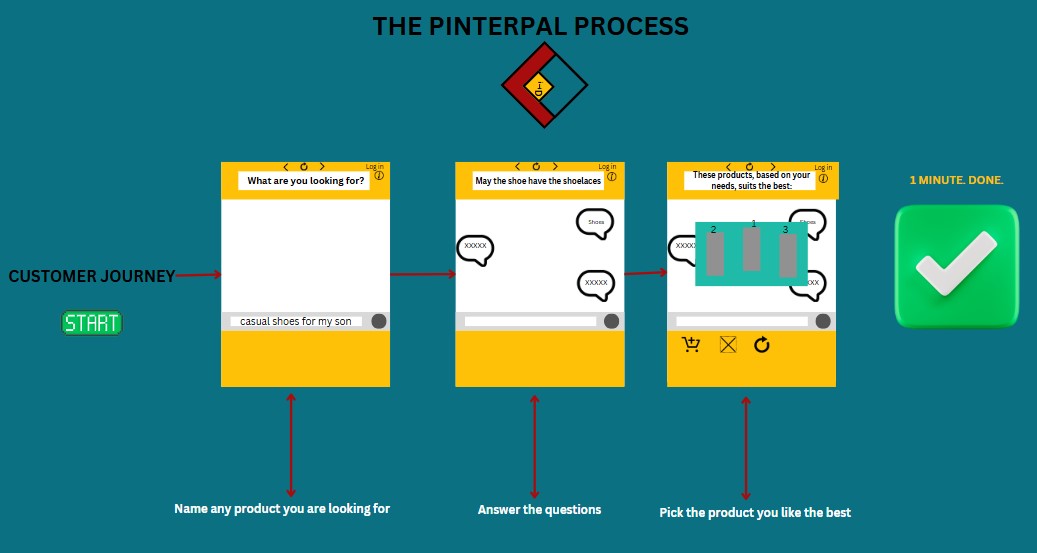 THE PINTERPAL PROCESS
i-D
Log in
What are you looking for?
casual shoes for my son
Log in
May the shoe have the shoelaces
Shoes
XXXXX
XXXXX
Log in
These products, based on your
needs, suits the best:
Shoes
2
1
3
XXXX
XXX
1 MINUTE. DONE.
CUSTOMER JOURNEY
START
Name any product you are looking for
Answer the questions
Pick the product you like the best